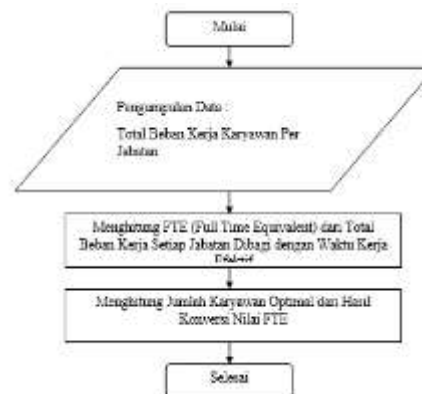 Mulai
Pengumpulan Data :
Total Beban Kerja Karyawan Per
Jabatan
Menghitung FTE (Full Time Equivalent) dari Total
Beban Kerja Setiap Jabatan Dibagi dengan Waktu Kerja
Efektif
Menghitung Jumlah Karyawan Optimal dari Hasil
Konversi Nilai FTE
Selesai